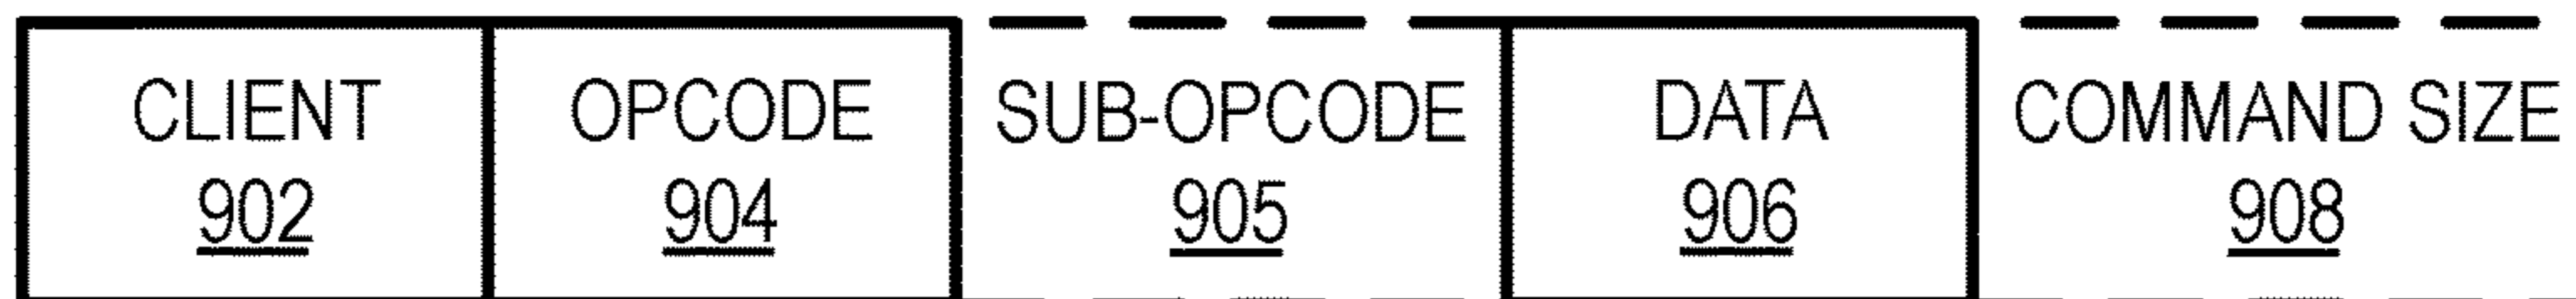 CLIENT OPCODE SUB-OPCODE DATA COMMAND SIZE
902 904 905 906 908